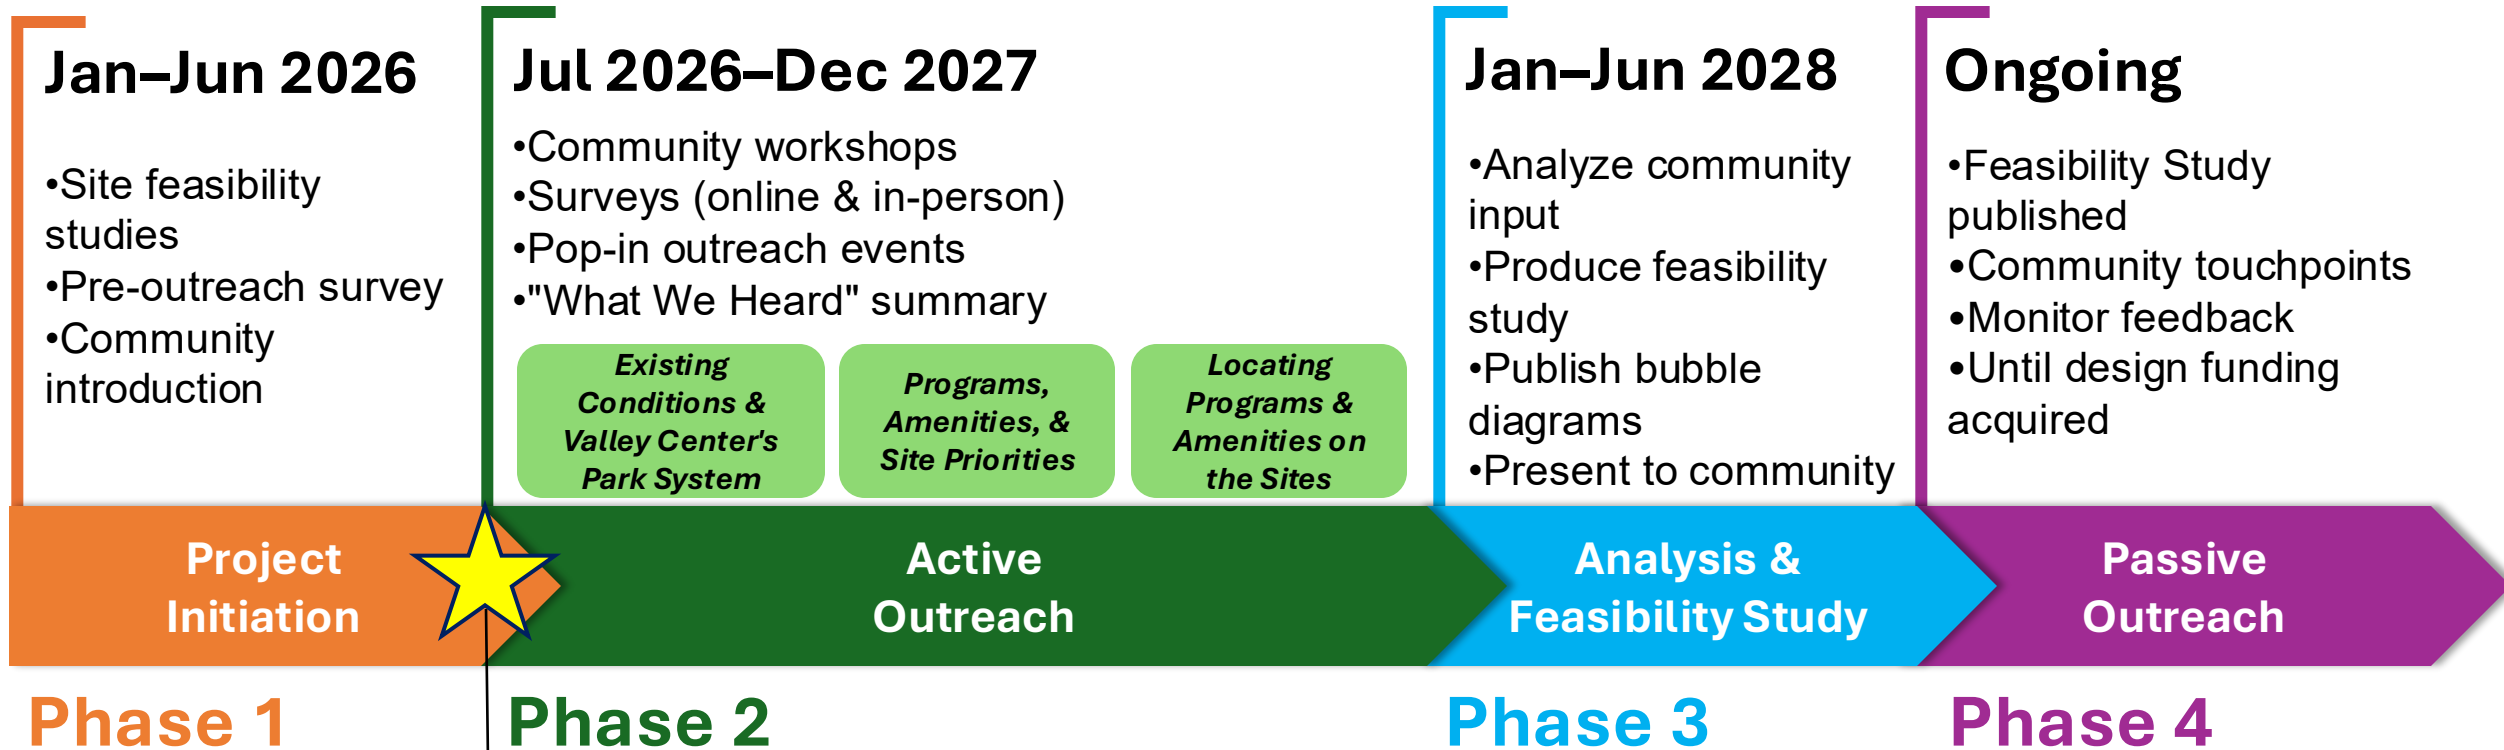 Jan–Jun 2026
•Site feasibility
studies
•Pre-outreach survey
•Community
introduction
Jul 2026–Dec 2027
•Community workshops
•Surveys (online & in-person)
•Pop-in outreach events
•"What We Heard" summary
Existing
Conditions &
Valley Center's
Park System
Programs,
Amenities, &
Site Priorities
Locating
Programs &
Amenities on
the Sites
Jan–Jun 2028
•Analyze community
input
•Produce feasibility
study
•Publish bubble
diagrams
•Present to community
Ongoing
•Feasibility Study
published
•Community touchpoints
•Monitor feedback
•Until design funding
acquired
Project
Initiation
Active
Outreach
Analysis &
Feasibility Study
Passive
Outreach
Phase 1
Phase 2
Phase 3
Phase 4